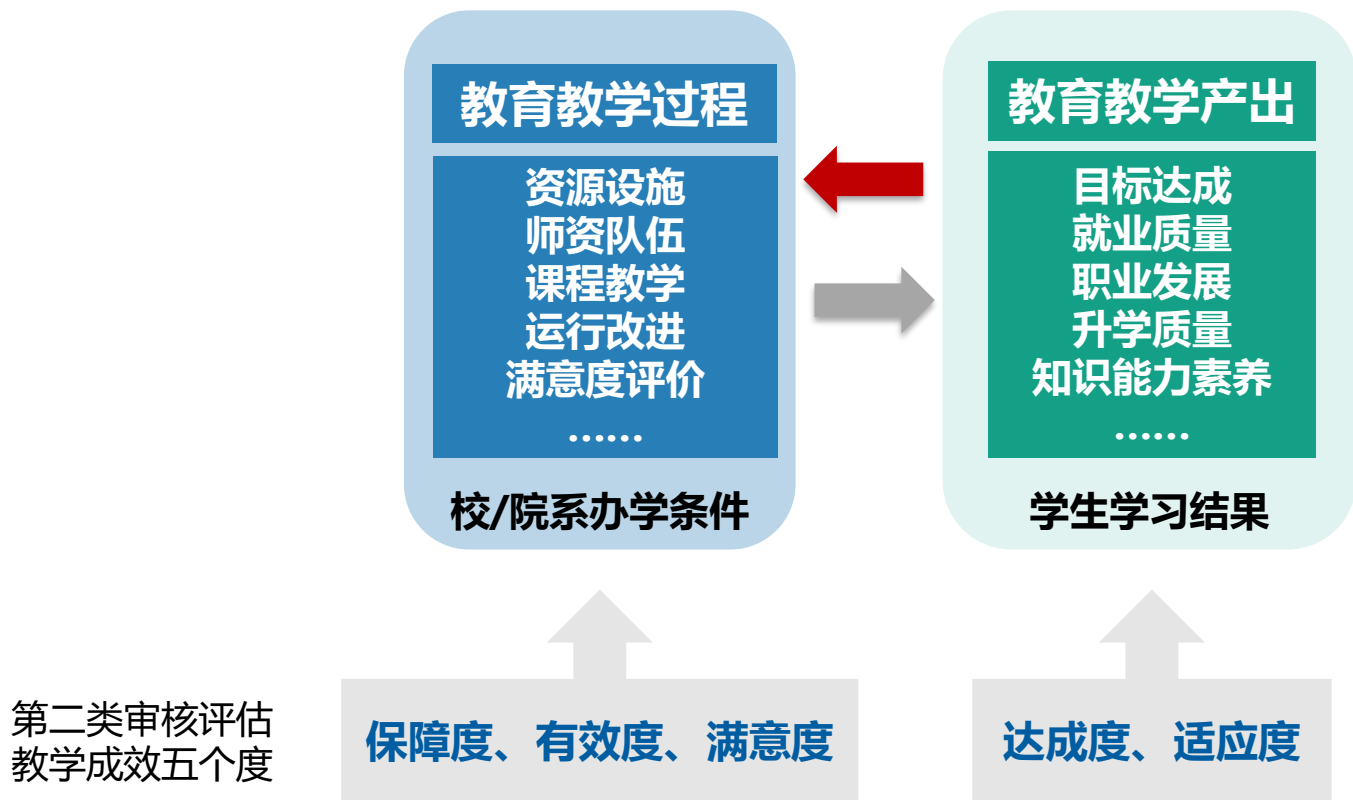 教育教学过程
资源设施
师资队伍
课程教学
运行改进
满意度评价
……
校/院系办学条件
教育教学产出
目标达成
就业质量
职业发展
升学质量
知识能力素养
……
学生学习结果
第二类审核评估
教学成效五个度
保障度、有效度、满意度
达成度、适应度